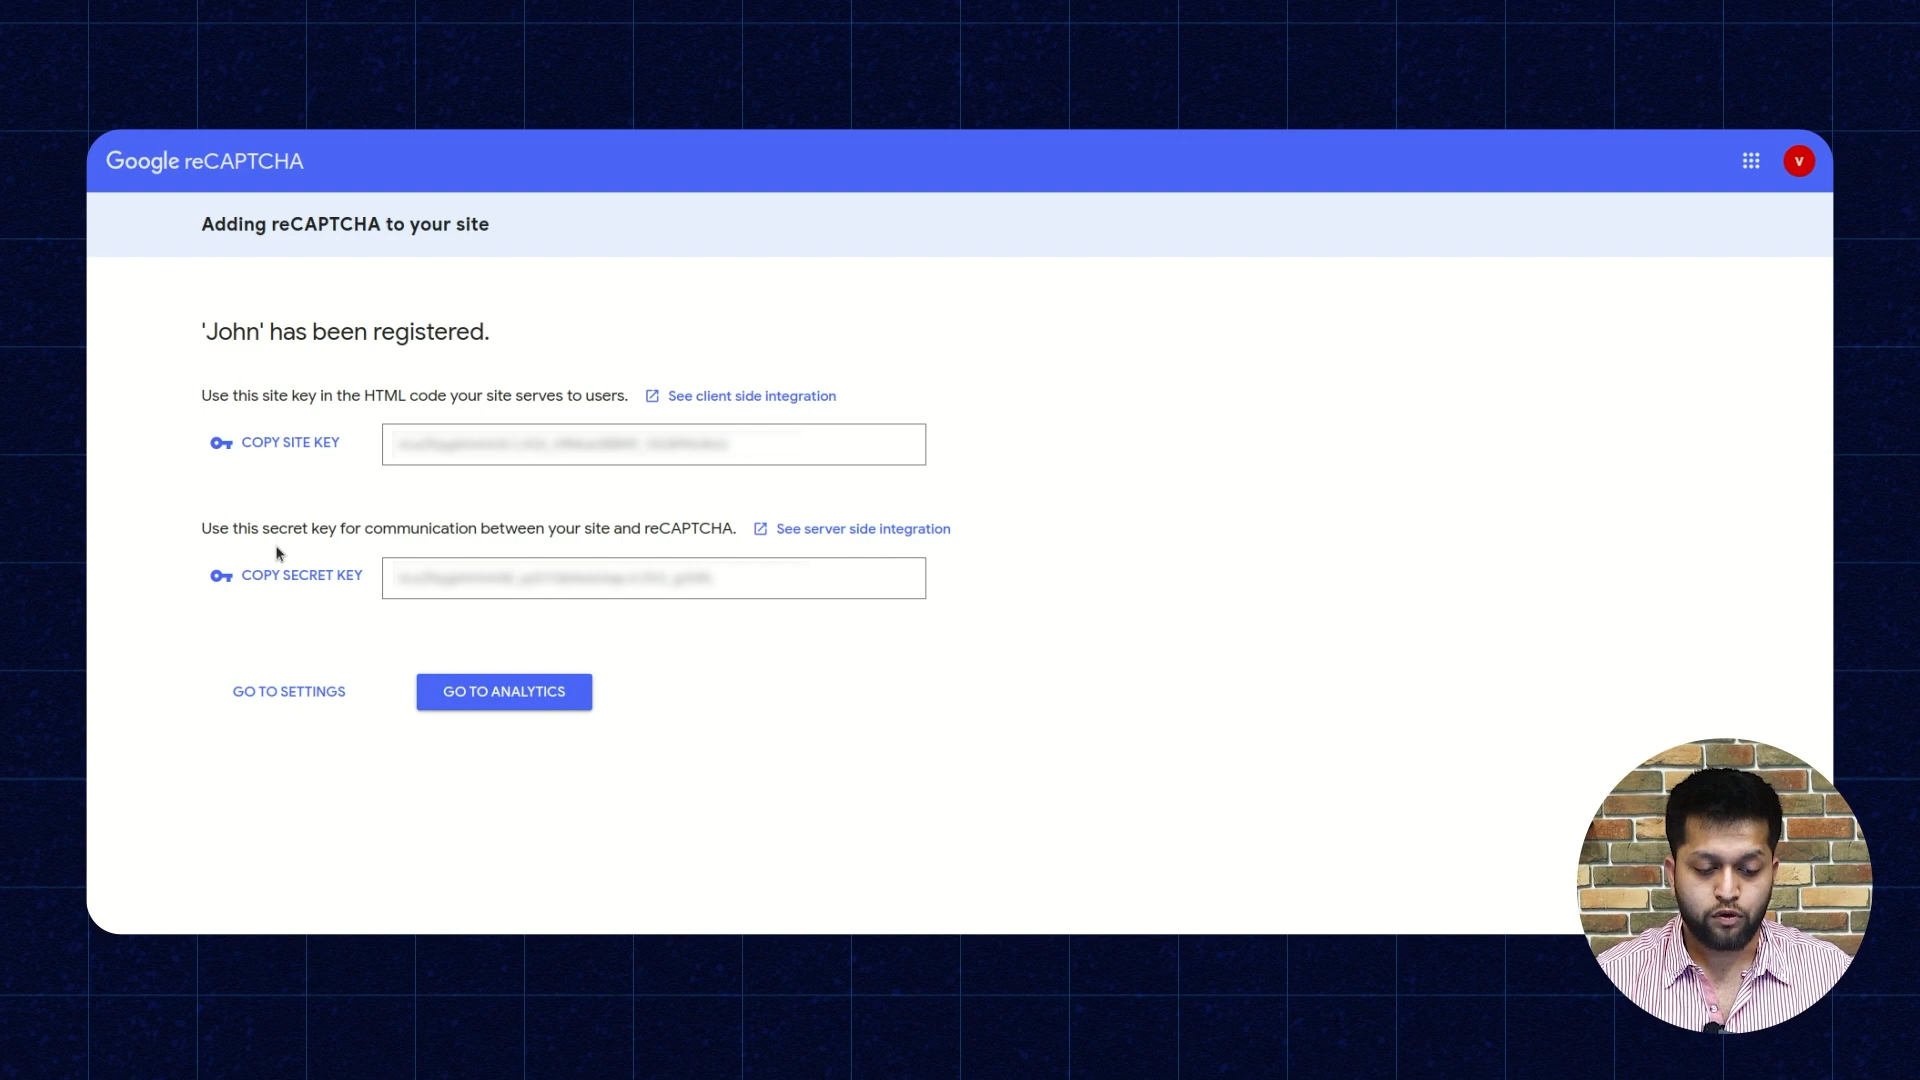 Google reCAPTCHA
V
Adding reCAPTCHA to your site
'John' has been registered.
Use this site key in the HTML code your site serves to users. See client side integration
COPY SITE KEY
Use this secret key for communication between your site and reCAPTCHA. See server side integration
COPY SECRET KEY
GO TO SETTINGS
GO TO ANALYTICS